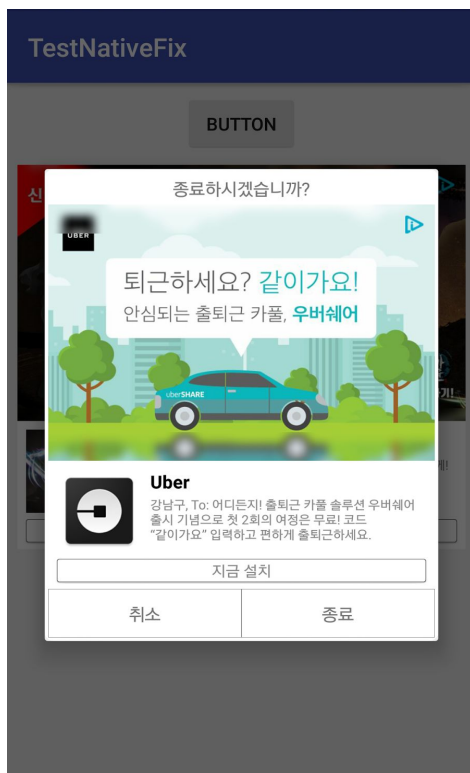 TestNativeFix
BUTTON
신
종료하시겠습니까?
UBER
퇴근하세요? 같이가요!
안심되는 출퇴근 카풀, 우버쉐어
uberSHARE
Uber
강남구, To: 어디든지! 출퇴근 카풀 솔루션 우버쉐어
출시 기념으로 첫 2회의 여정은 무료! 코드
“같이가요” 입력하고 편하게 출퇴근하세요.
지금 설치
취소
종료